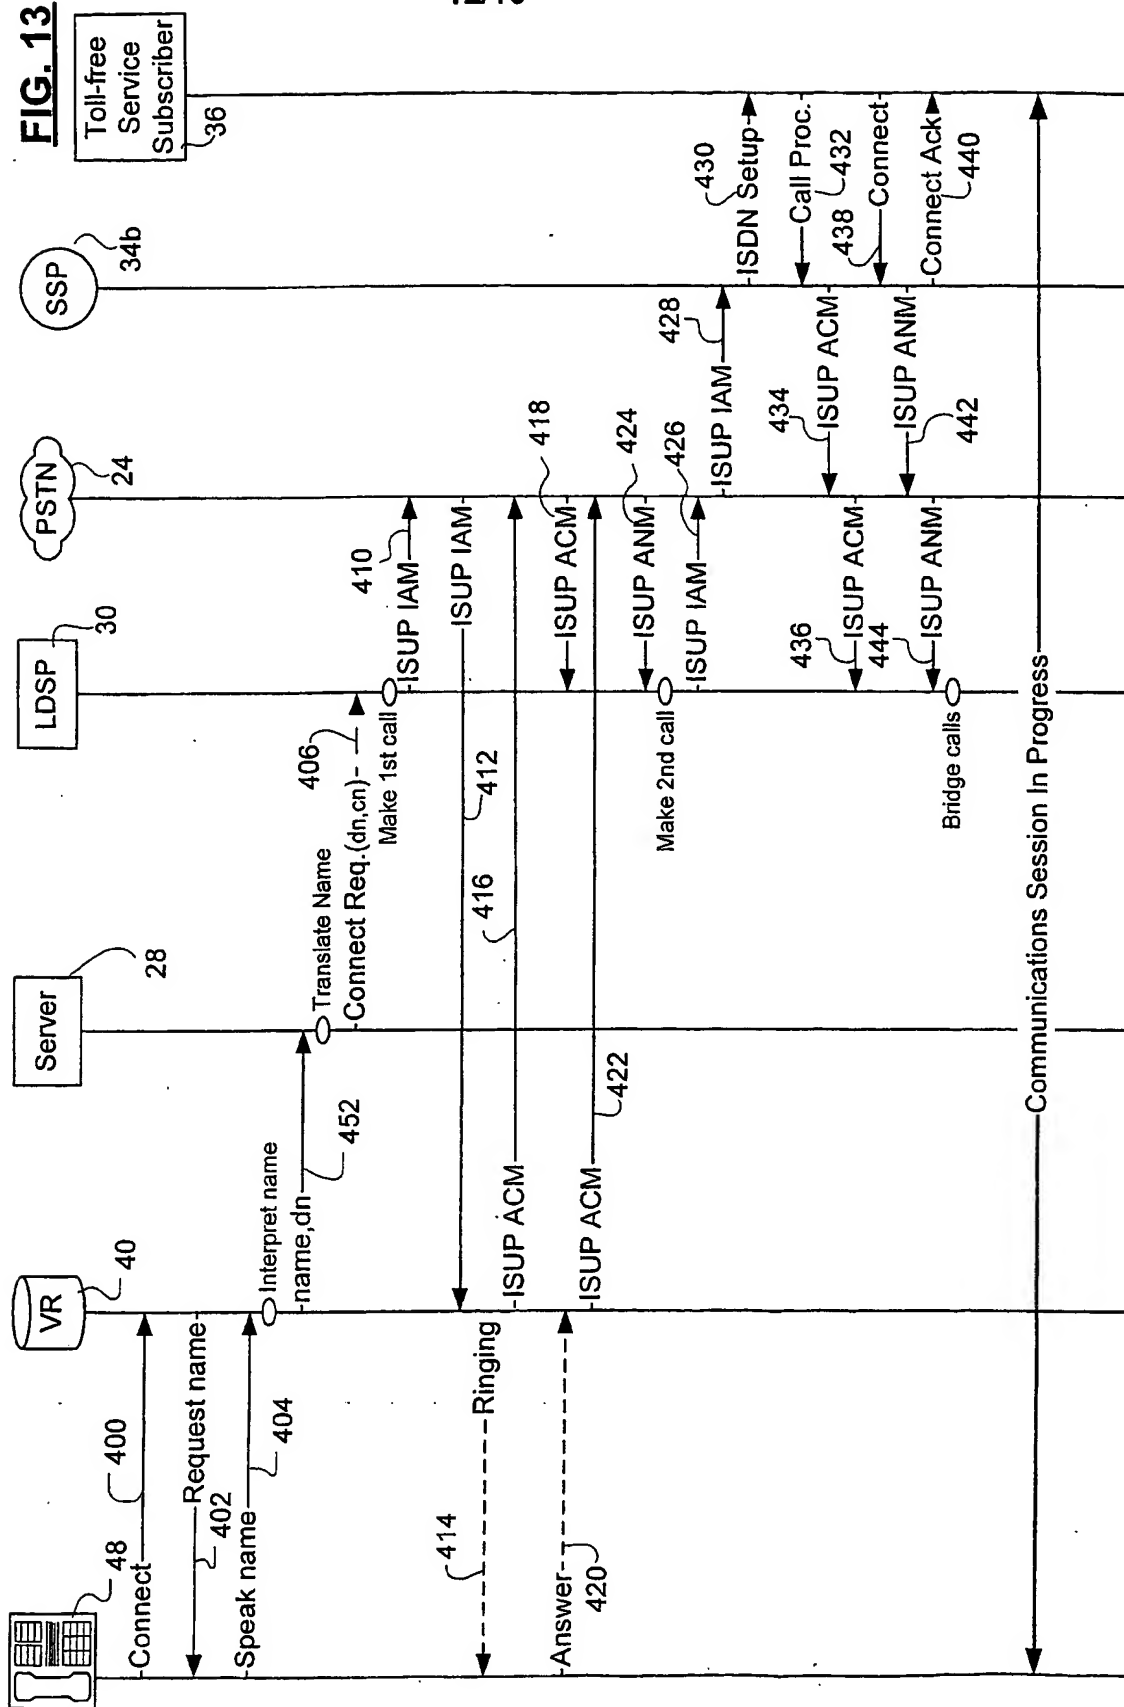 FIG. 13
48
VR
40
Server
28
LDSP
30
PSTN
24
SSP
34b
Toll-free
Service
Subscriber
36
Connect
400
Request name
402
Speak name
404
Interpret name
name,dn
452
Translate Name
Connect Req.(dn,cn)
406
Make 1st call
ISUP IAM
410
ISUP IAM
412
Ringing
414
ISUP ACM
416
ISUP ACM
418
Answer
420
ISUP ACM
422
ISUP ANM
424
Make 2nd call
ISUP IAM
426
ISUP IAM
428
ISDN Setup
430
Call Proc.
432
ISUP ACM
434
ISUP ACM
436
Connect
438
Connect Ack
440
ISUP ANM
442
ISUP ANM
444
Bridge calls
Communications Session In Progress